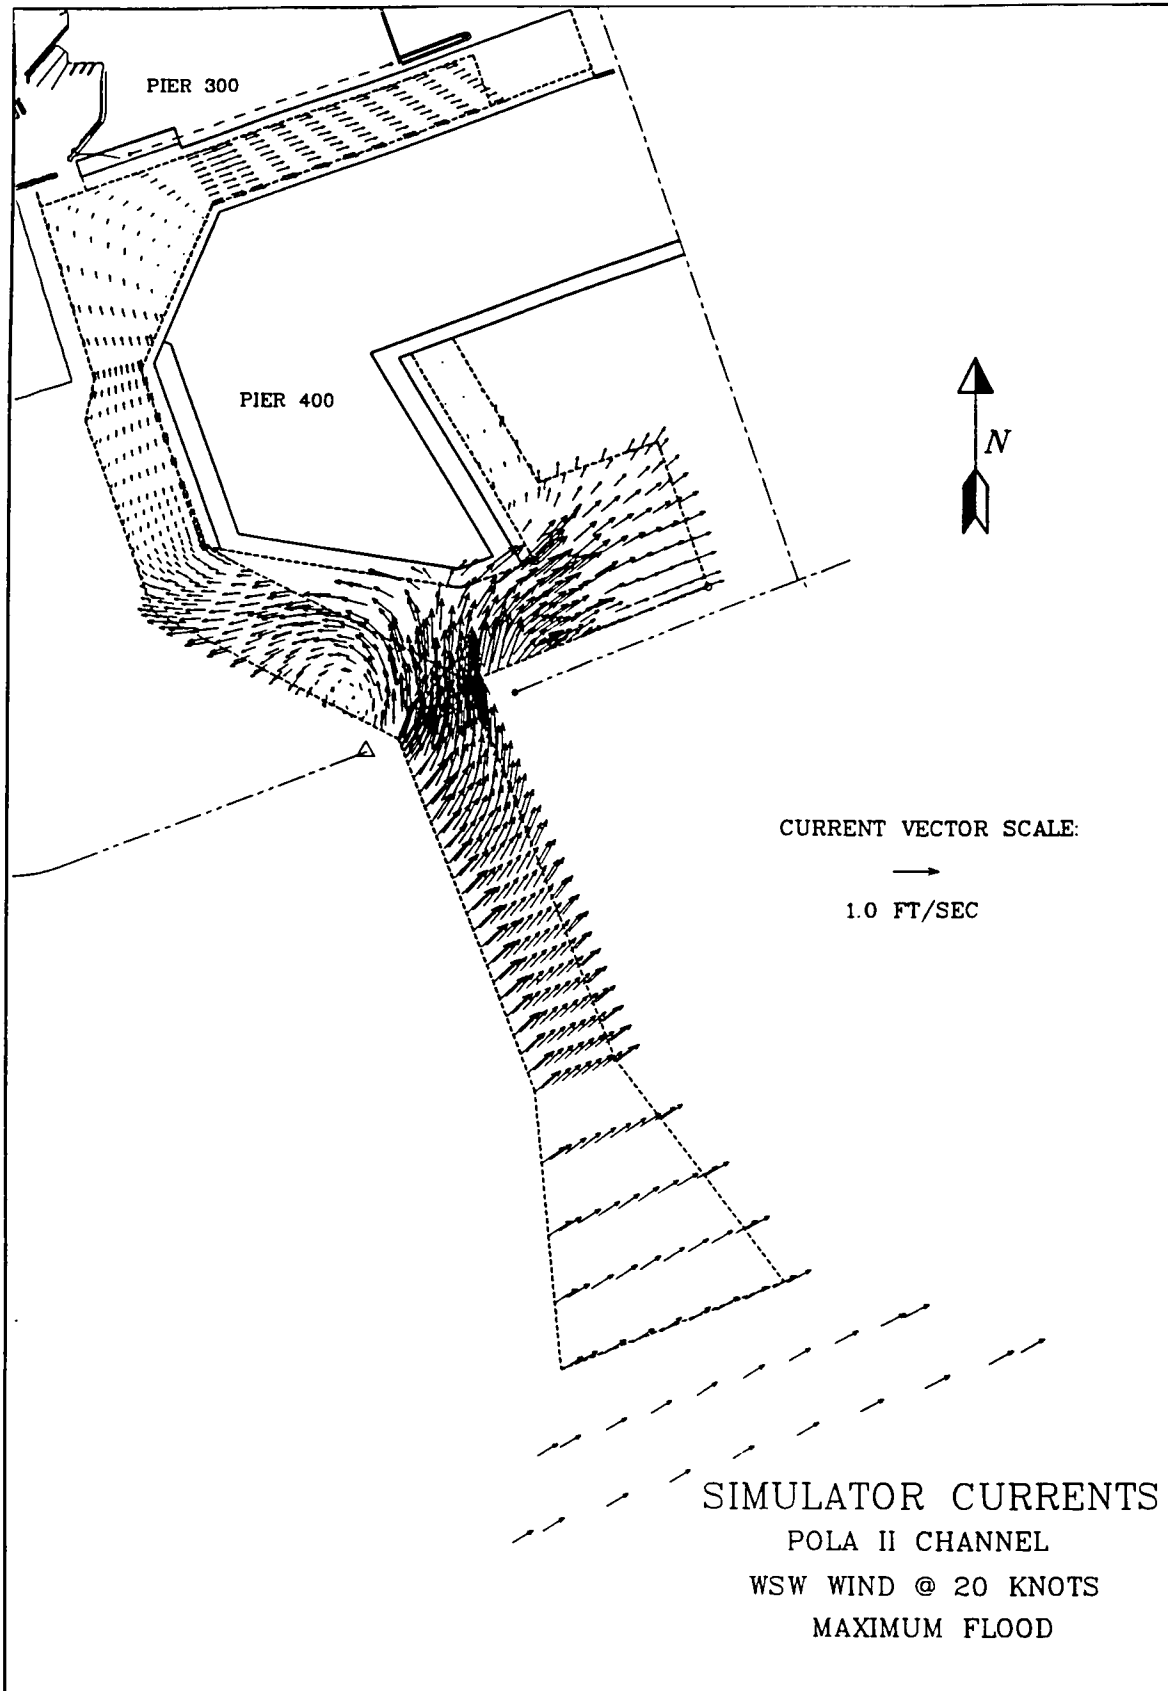 PIER 300
PIER 400
N
CURRENT VECTOR SCALE:
1.0 FT/SEC
SIMULATOR CURRENTS
POLA II CHANNEL
WSW WIND @ 20 KNOTS
MAXIMUM FLOOD